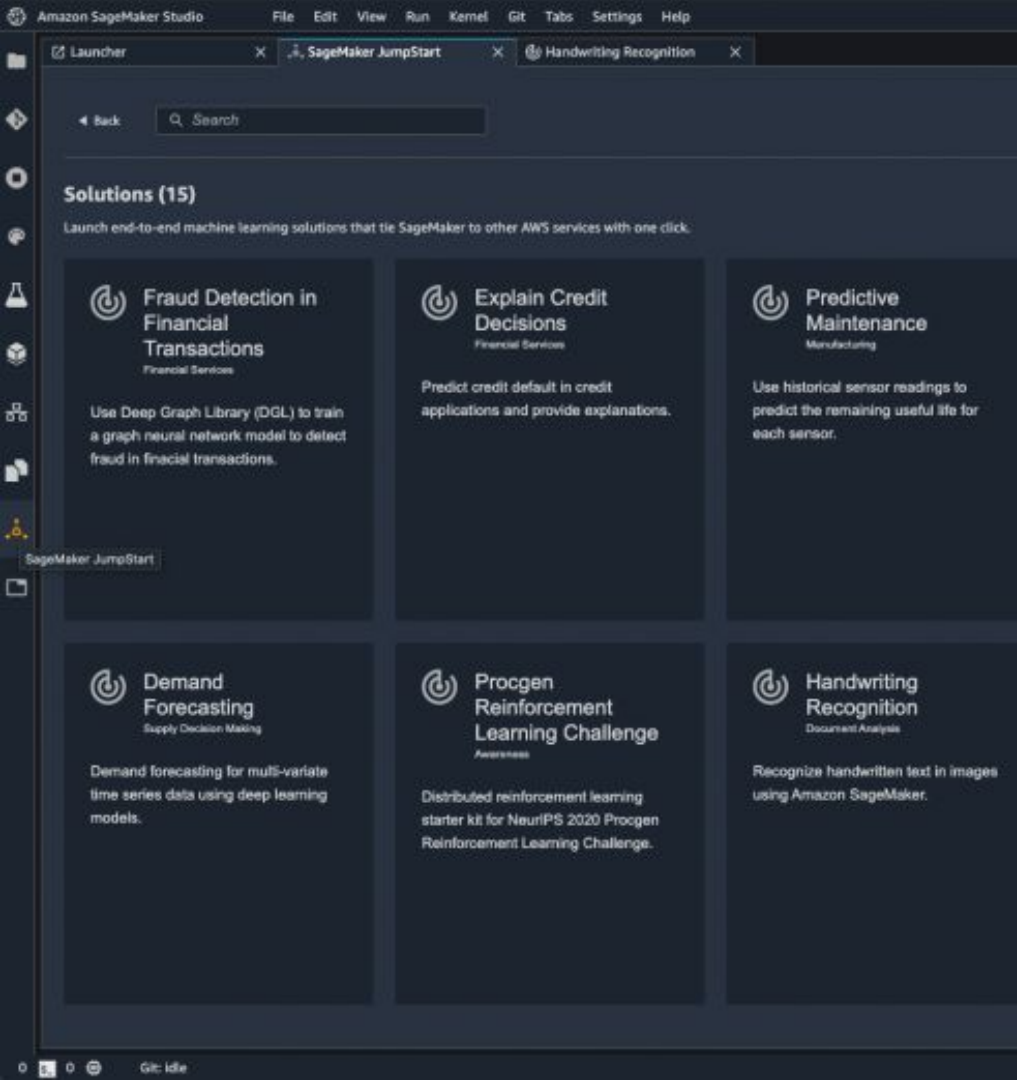 Amazon SageMaker Studio File Edit View Run Kernel Git Tabs Settings Help
Launcher SageMaker JumpStart Handwriting Recognition
Back Search
Solutions (15)
Launch end-to-end machine learning solutions that tie SageMaker to other AWS services with one click.
Fraud Detection in
Financial
Transactions
Financial Services
Use Deep Graph Library (DGL) to train
a graph neural network model to detect
fraud in finacial transactions.
Explain Credit
Decisions
Financial Services
Predict credit default in credit
applications and provide explanations.
Predictive
Maintenance
Manufacturing
Use historical sensor readings to
predict the remaining useful life for
each sensor.
SageMaker JumpStart
Demand
Forecasting
Supply Decision Making
Demand forecasting for multi-variate
time series data using deep learning
models.
Procgen
Reinforcement
Learning Challenge
Awareness
Distributed reinforcement learning
starter kit for NeurIPS 2020 Procgen
Reinforcement Learning Challenge.
Handwriting
Recognition
Document Analysis
Recognize handwritten text in images
using Amazon SageMaker.
0 $_ 0 Git: idle